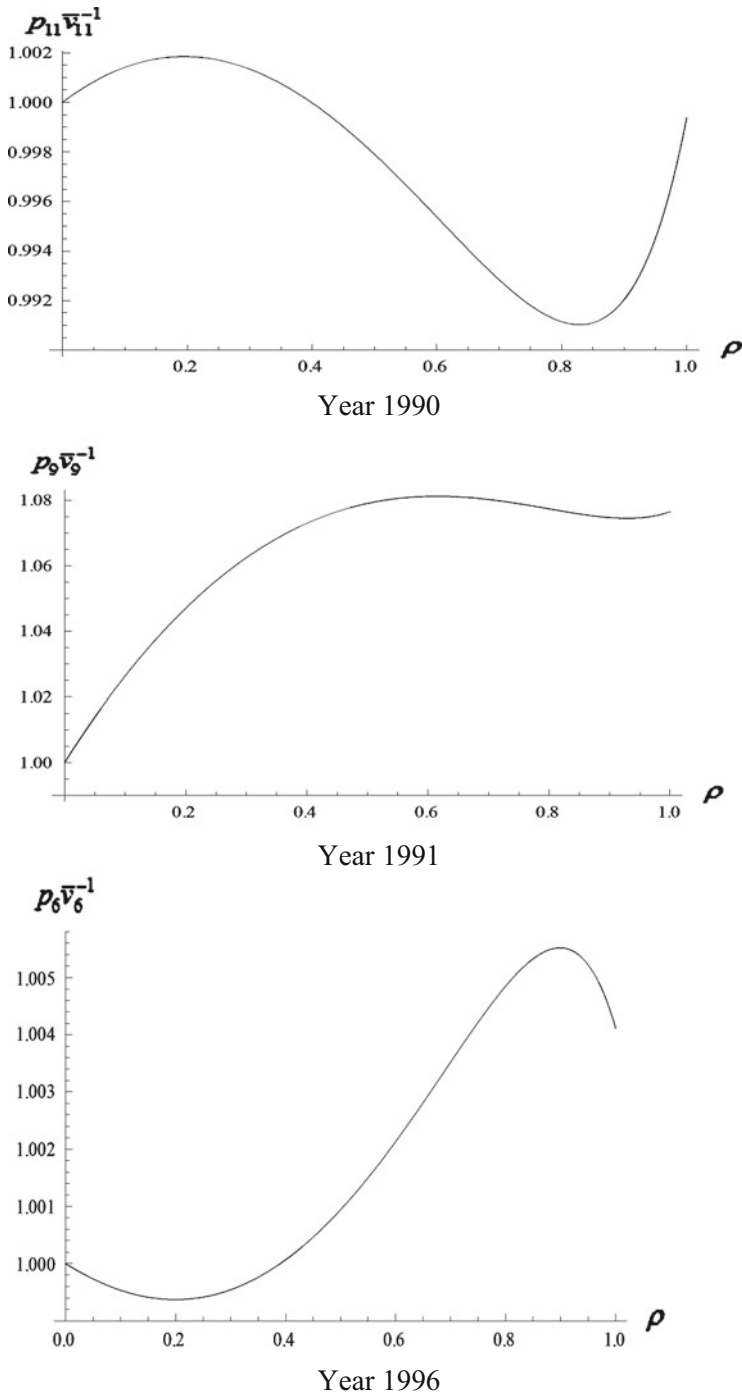 p₁₁v̅₁₁⁻¹
1.002
1.000
0.998
0.996
0.994
0.992
0.2 0.4 0.6 0.8 1.0 ρ
Year 1990
p₉v̅₉⁻¹
1.08
1.06
1.04
1.02
1.00
0.2 0.4 0.6 0.8 1.0 ρ
Year 1991
p₆v̅₆⁻¹
1.005
1.004
1.003
1.002
1.001
1.000
0.0 0.2 0.4 0.6 0.8 1.0 ρ
Year 1996